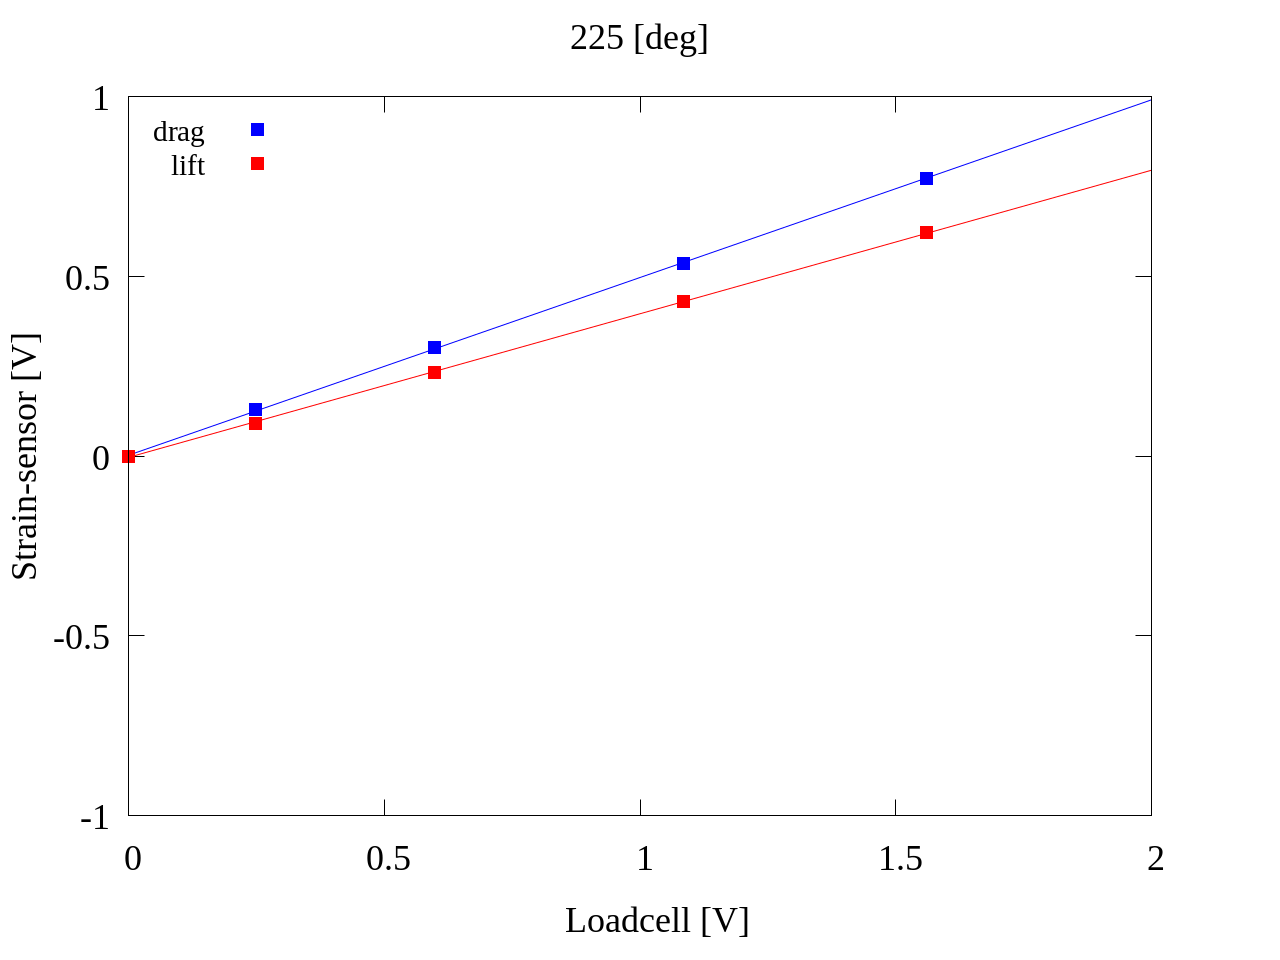 225 [deg]
1
drag
lift
0.5
0
-0.5
-1
Strain-sensor [V]
0 0.5 1 1.5 2
Loadcell [V]